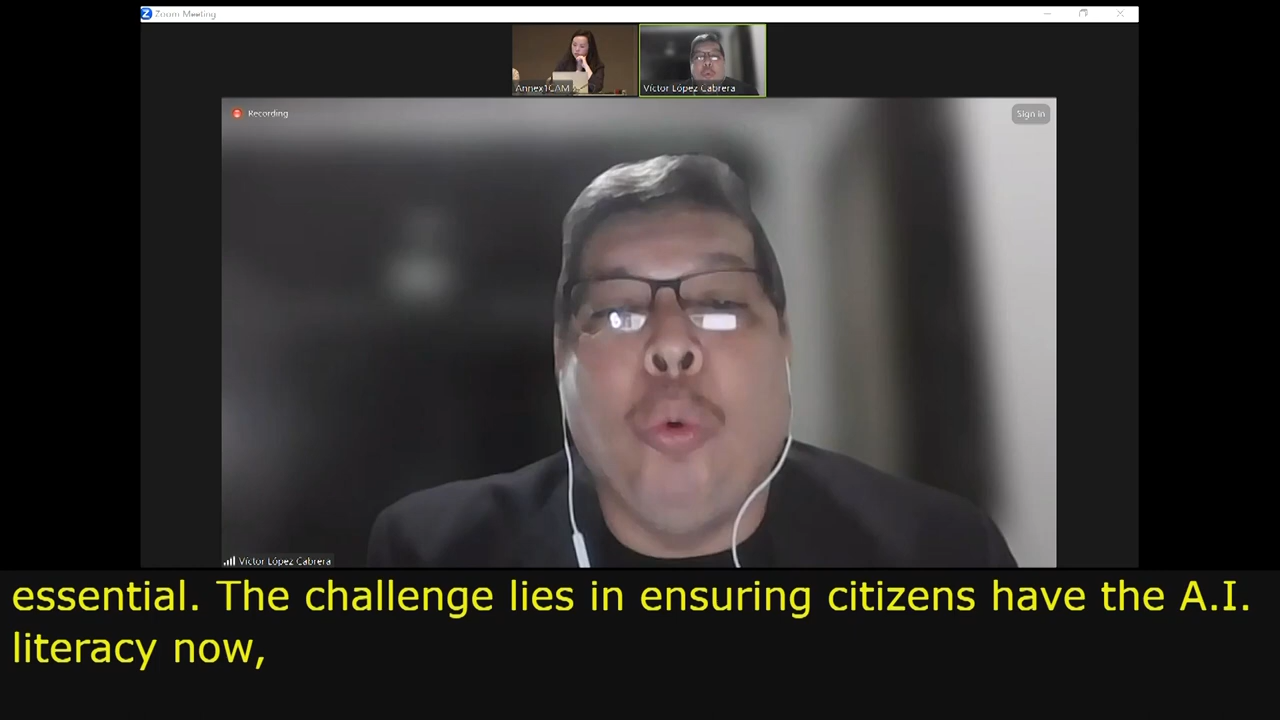 Zoom Meeting
Annex1CAM
Víctor López Cabrera
Recording
Sign in
Víctor López Cabrera
essential. The challenge lies in ensuring citizens have the A.I.
literacy now,